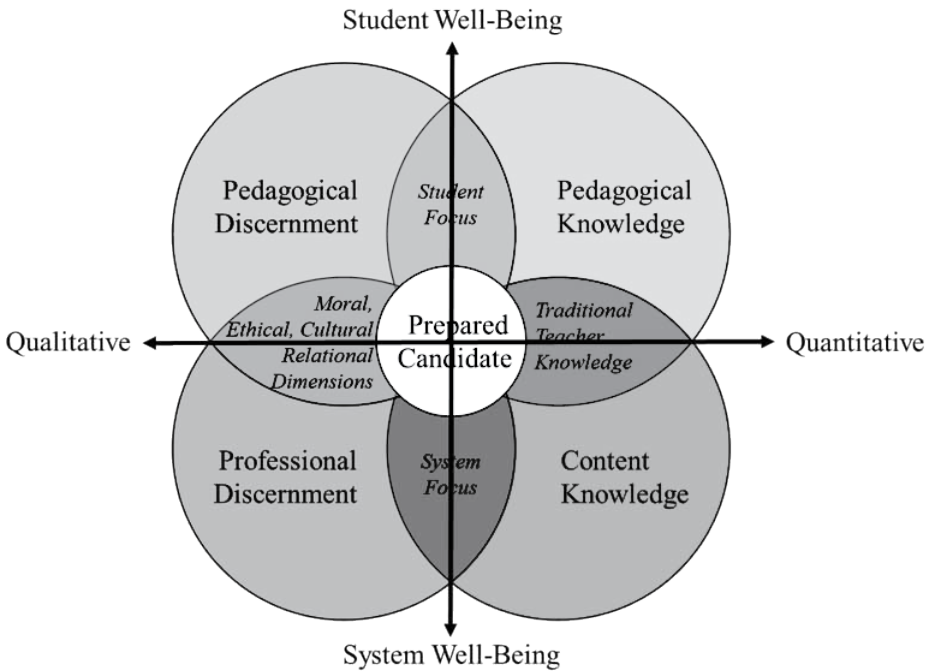 Student Well-Being
Pedagogical
Discernment
Student
Focus
Pedagogical
Knowledge
Moral,
Ethical, Cultural
Relational
Dimensions
Prepared
Candidate
Traditional
Teacher
Knowledge
Qualitative
Quantitative
Professional
Discernment
System
Focus
Content
Knowledge
System Well-Being